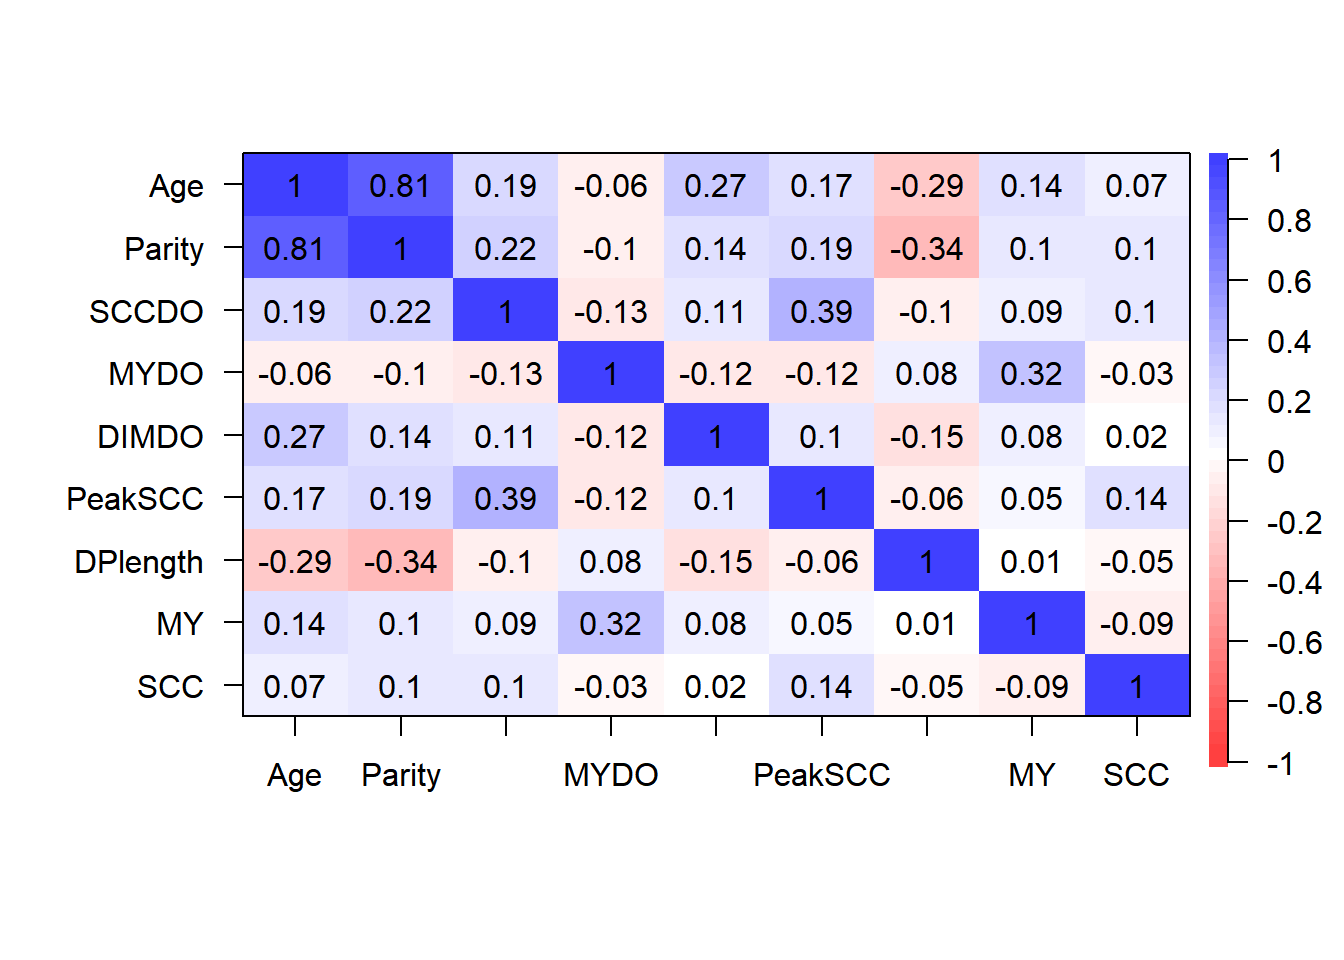 Age 1 0.81 0.19 -0.06 0.27 0.17 -0.29 0.14 0.07
Parity 0.81 1 0.22 -0.1 0.14 0.19 -0.34 0.1 0.1
SCCDO 0.19 0.22 1 -0.13 0.11 0.39 -0.1 0.09 0.1
MYDO -0.06 -0.1 -0.13 1 -0.12 -0.12 0.08 0.32 -0.03
DIMDO 0.27 0.14 0.11 -0.12 1 0.1 -0.15 0.08 0.02
PeakSCC 0.17 0.19 0.39 -0.12 0.1 1 -0.06 0.05 0.14
DPlength -0.29 -0.34 -0.1 0.08 -0.15 -0.06 1 0.01 -0.05
MY 0.14 0.1 0.09 0.32 0.08 0.05 0.01 1 -0.09
SCC 0.07 0.1 0.1 -0.03 0.02 0.14 -0.05 -0.09 1
Age Parity MYDO PeakSCC MY SCC
1
0.8
0.6
0.4
0.2
0
-0.2
-0.4
-0.6
-0.8
-1